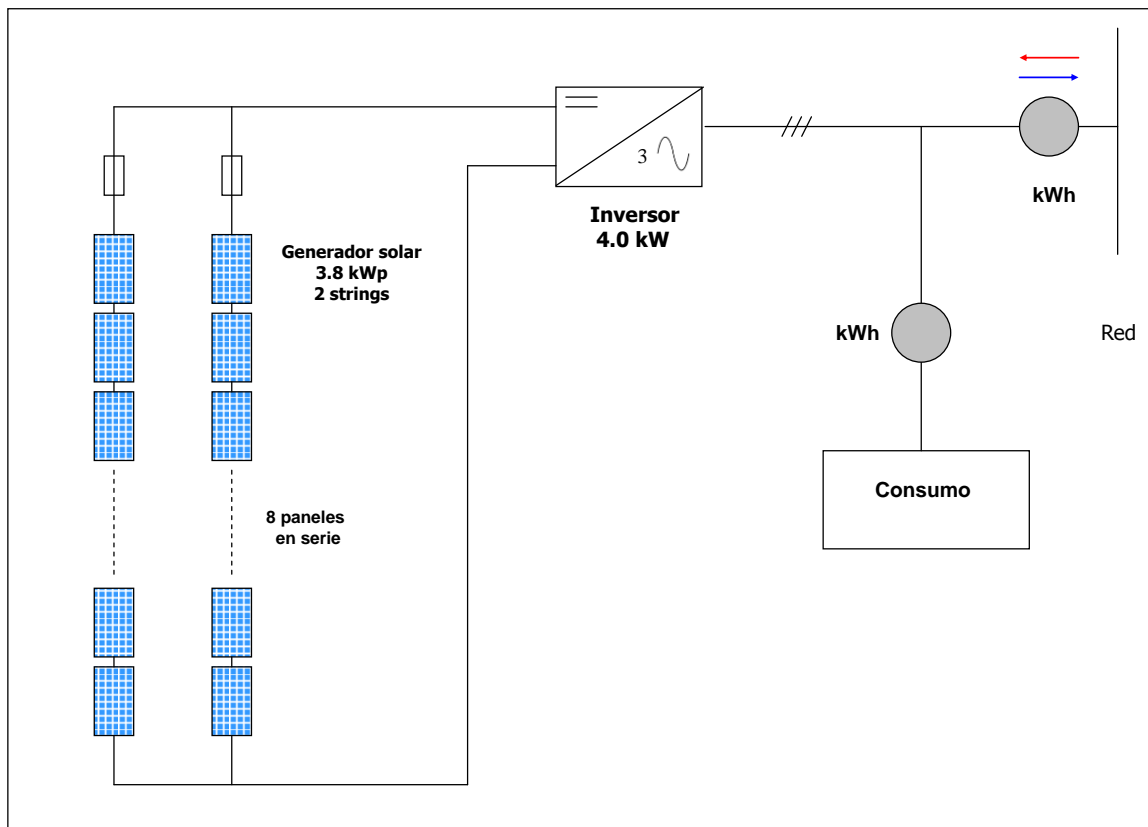 kWh
3
Inversor
4.0 kW
Generador solar
3.8 kWp
2 strings
kWh
Red
Consumo
8 paneles
en serie